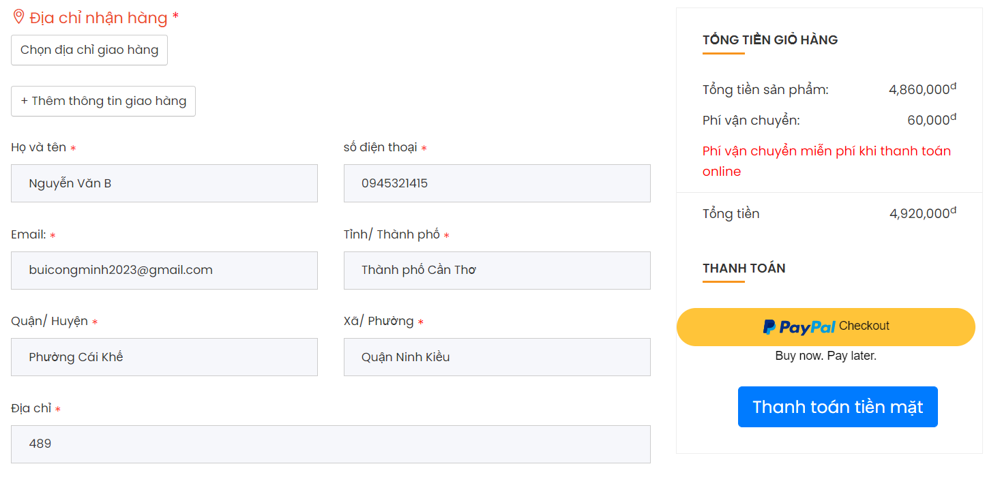 Địa chỉ nhận hàng *
Chọn địa chỉ giao hàng
+ Thêm thông tin giao hàng
Họ và tên *
số điện thoại *
Nguyễn Văn B
0945321415
Email: *
Tỉnh/ Thành phố *
buicongminh2023@gmail.com
Thành phố Cần Thơ
Quận/ Huyện *
Xã/ Phường *
Phường Cái Khế
Quận Ninh Kiều
Địa chỉ *
489
TỔNG TIỀN GIỎ HÀNG
Tổng tiền sản phẩm: 4,860,000đ
Phí vận chuyển: 60,000đ
Phí vận chuyển miễn phí khi thanh toán
online
Tổng tiền 4,920,000đ
THANH TOÁN
PayPal Checkout
Buy now. Pay later.
Thanh toán tiền mặt